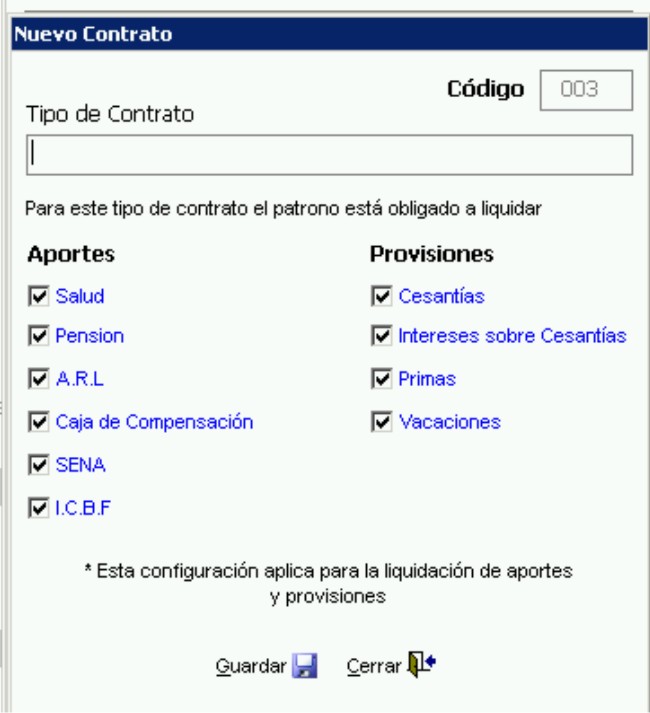 Nuevo Contrato
Código 003
Tipo de Contrato
Para este tipo de contrato el patrono está obligado a liquidar
Aportes Provisiones
Salud Cesantías
Pension Intereses sobre Cesantías
A.R.L Primas
Caja de Compensación Vacaciones
SENA
I.C.B.F
* Esta configuración aplica para la liquidación de aportes
y provisiones
Guardar Cerrar